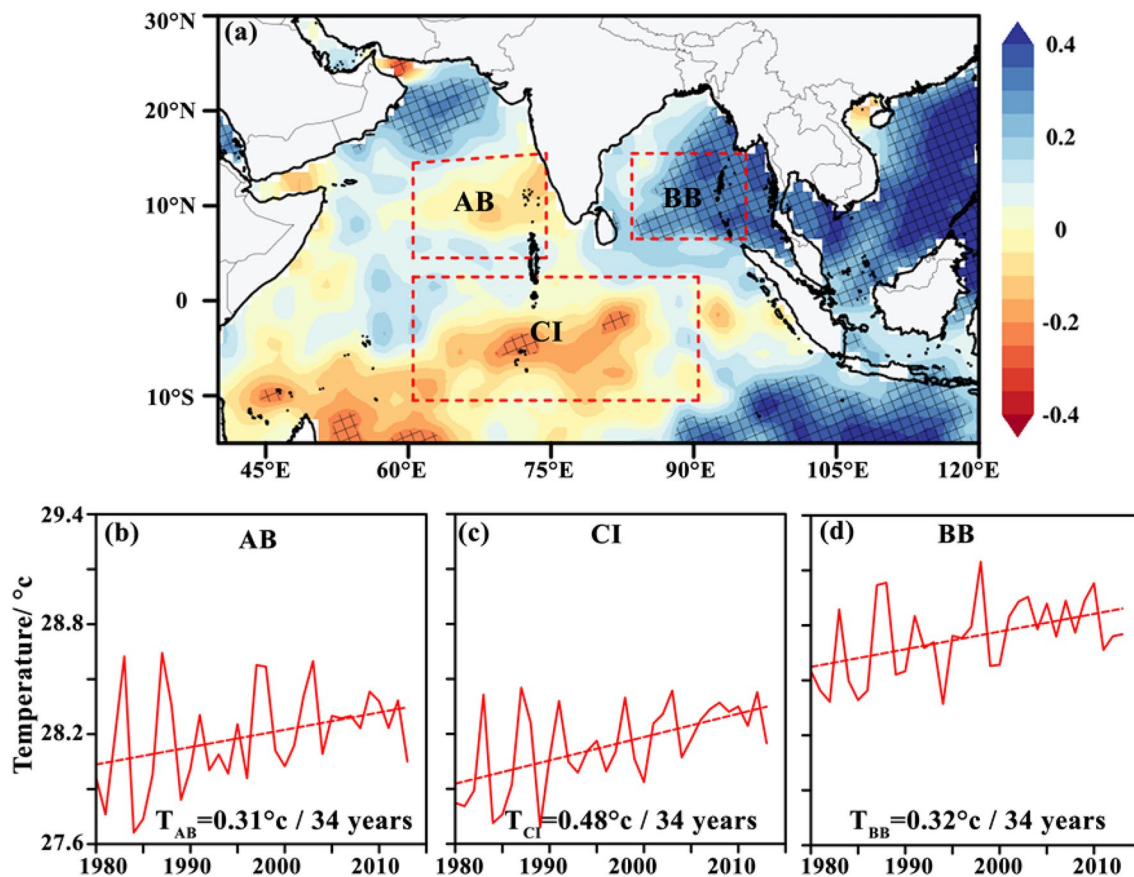 30°N
(a)
0.4
20°N
0.2
AB
BB
10°N
0
0
CI
-0.2
10°S
-0.4
45°E 60°E 75°E 90°E 105°E 120°E
29.4
(b) AB
(c) CI
(d) BB
28.8
Temperature/ °c
28.2
27.6
T_AB=0.31°c / 34 years
T_CI=0.48°c / 34 years
T_BB=0.32°c / 34 years
1980 1990 2000 2010
1980 1990 2000 2010
1980 1990 2000 2010